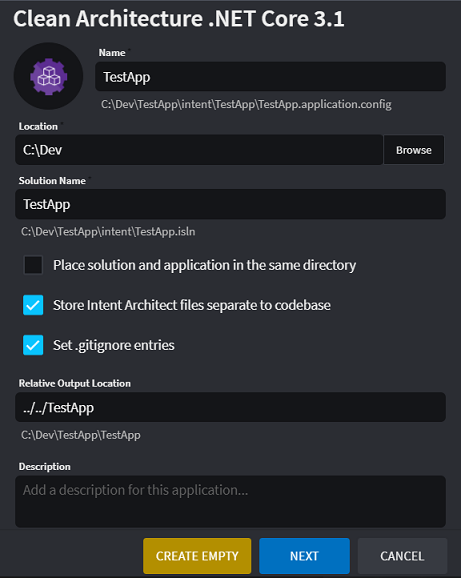 Clean Architecture .NET Core 3.1
Name *
TestApp
C:\Dev\TestApp\intent\TestApp\TestApp.application.config
Location *
C:\Dev
Browse
Solution Name *
TestApp
C:\Dev\TestApp\intent\TestApp.isln
Place solution and application in the same directory
Store Intent Architect files separate to codebase
Set .gitignore entries
Relative Output Location
../../TestApp
C:\Dev\TestApp\TestApp
Description
Add a description for this application...
CREATE EMPTY
NEXT
CANCEL